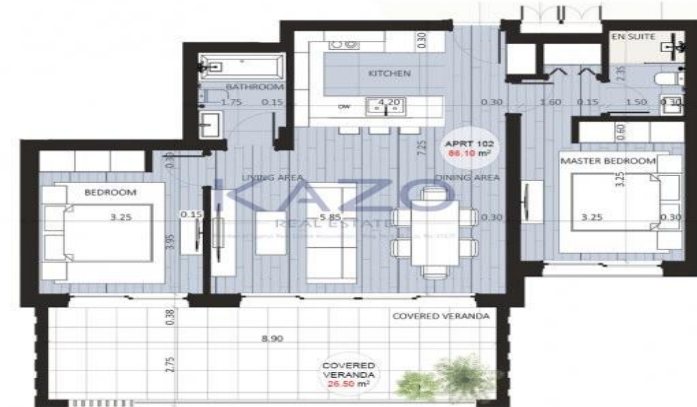 EN SUITE
0.30
2.35
KITCHEN
BATHROOM
DW
1.75
0.15
4.20
0.30
1.60
0.15
1.50
0.30
0.60
APRT 102
86.10 m²
7.25
MASTER BEDROOM
0.30
LIVING AREA
DINING AREA
3.25
BEDROOM
KAZO
REAL ESTATE
3.25
0.15
5.85
0.30
3.25
0.30
3.95
0.38
COVERED VERANDA
8.90
2.75
COVERED
VERANDA
26.50 m²